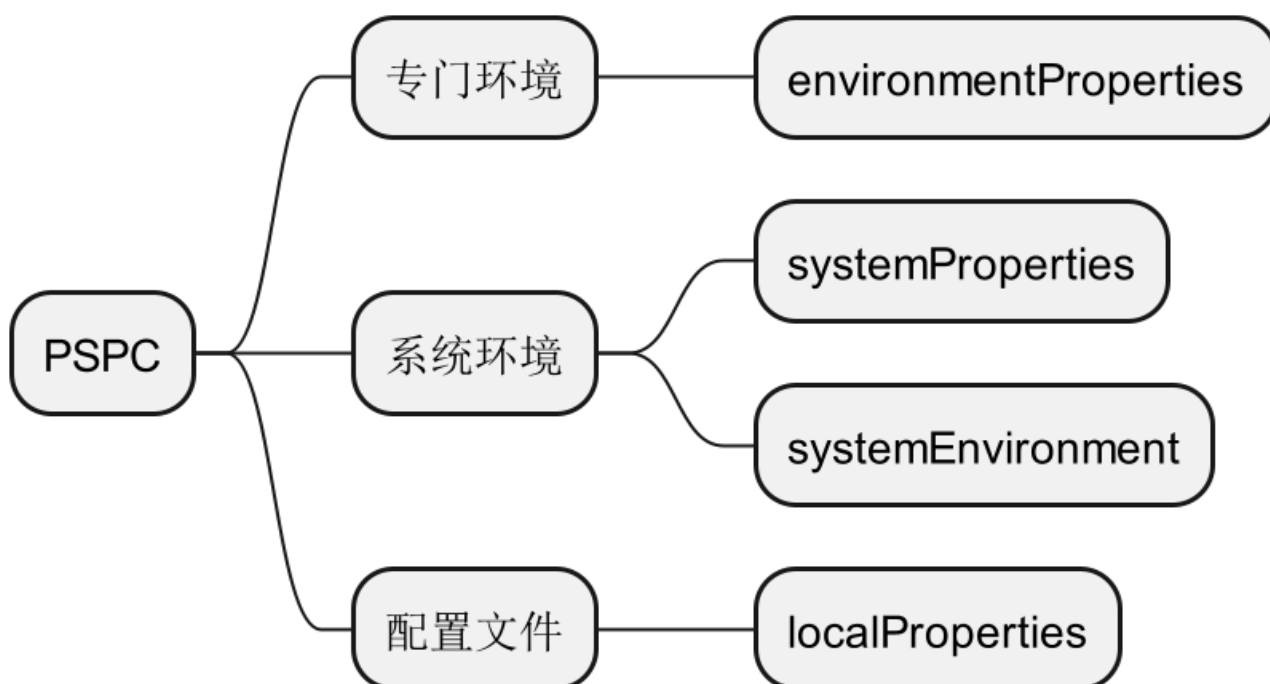 PSPC
专门环境
environmentProperties
系统环境
systemProperties
systemEnvironment
配置文件
localProperties